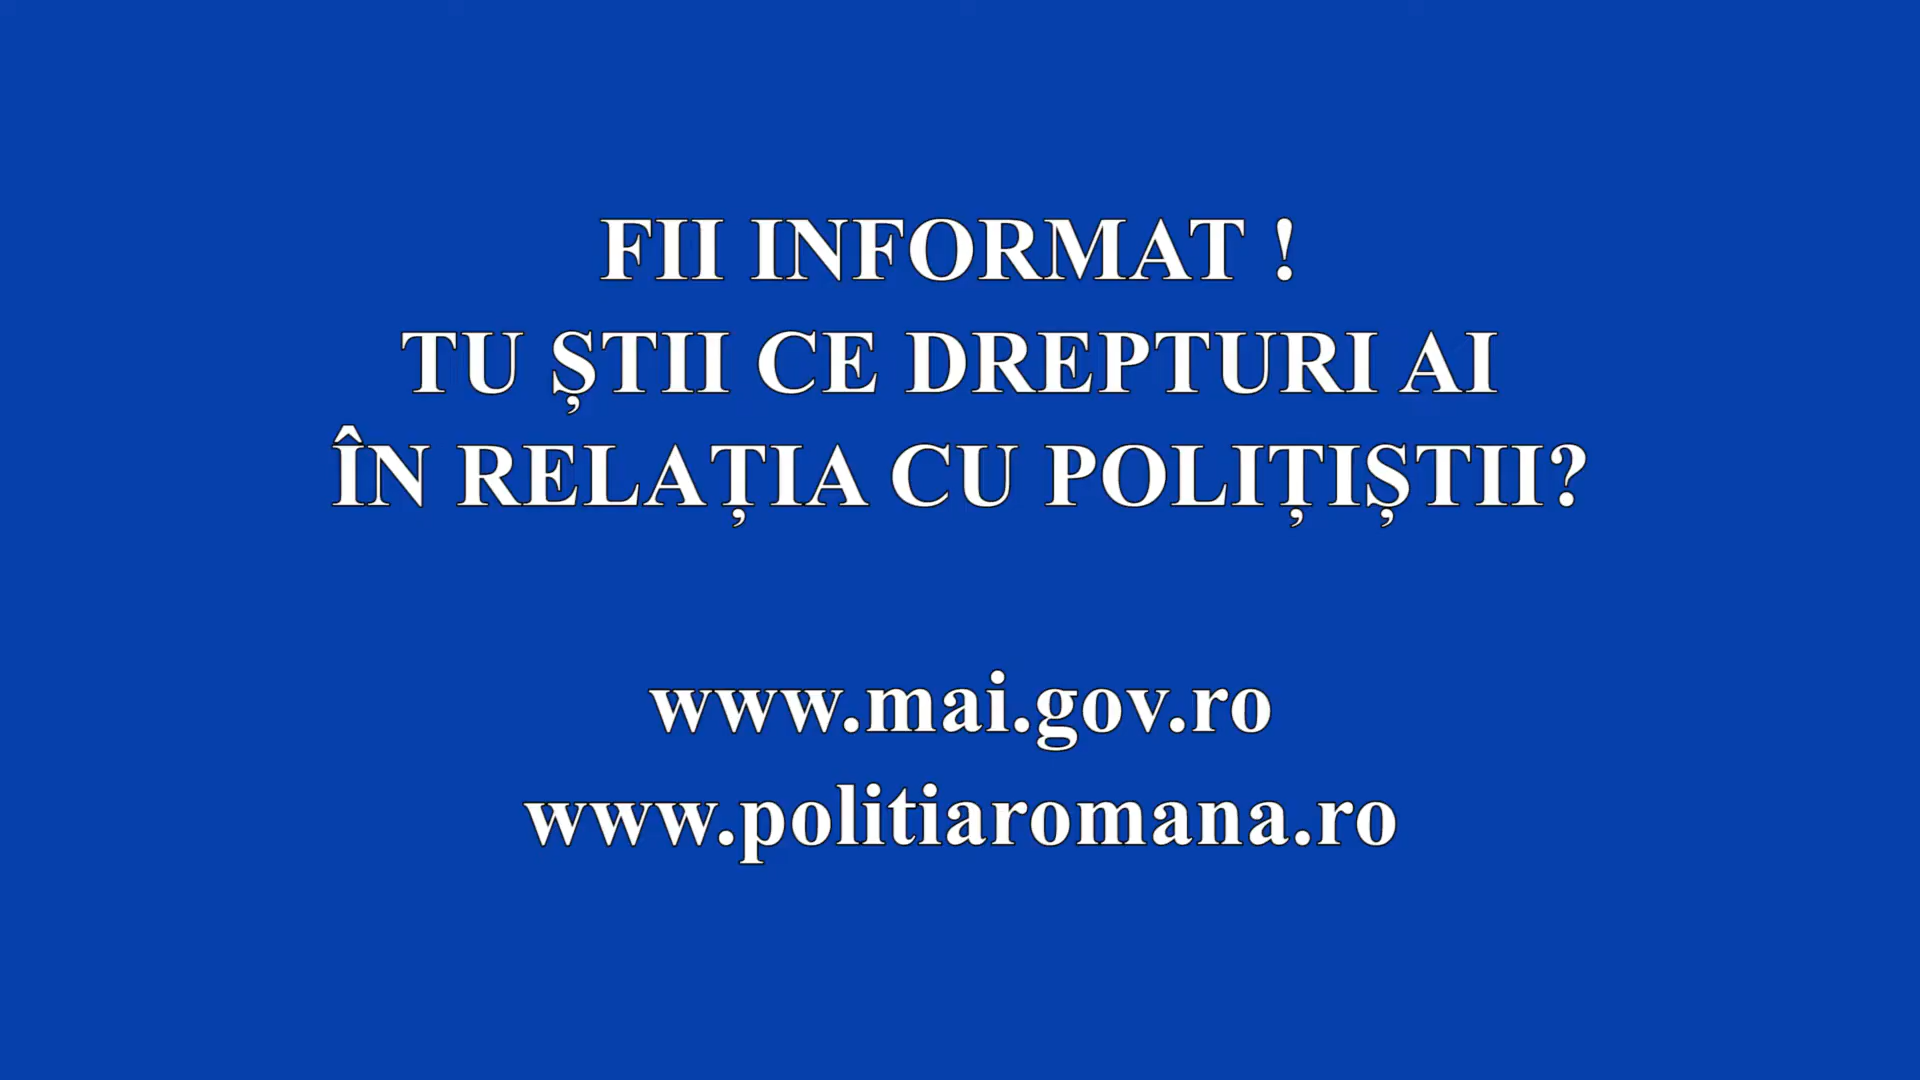 FII INFORMAT !
TU ȘTII CE DREPTURI AI
ÎN RELAȚIA CU POLIȚIȘTII?
www.mai.gov.ro
www.politiaromana.ro